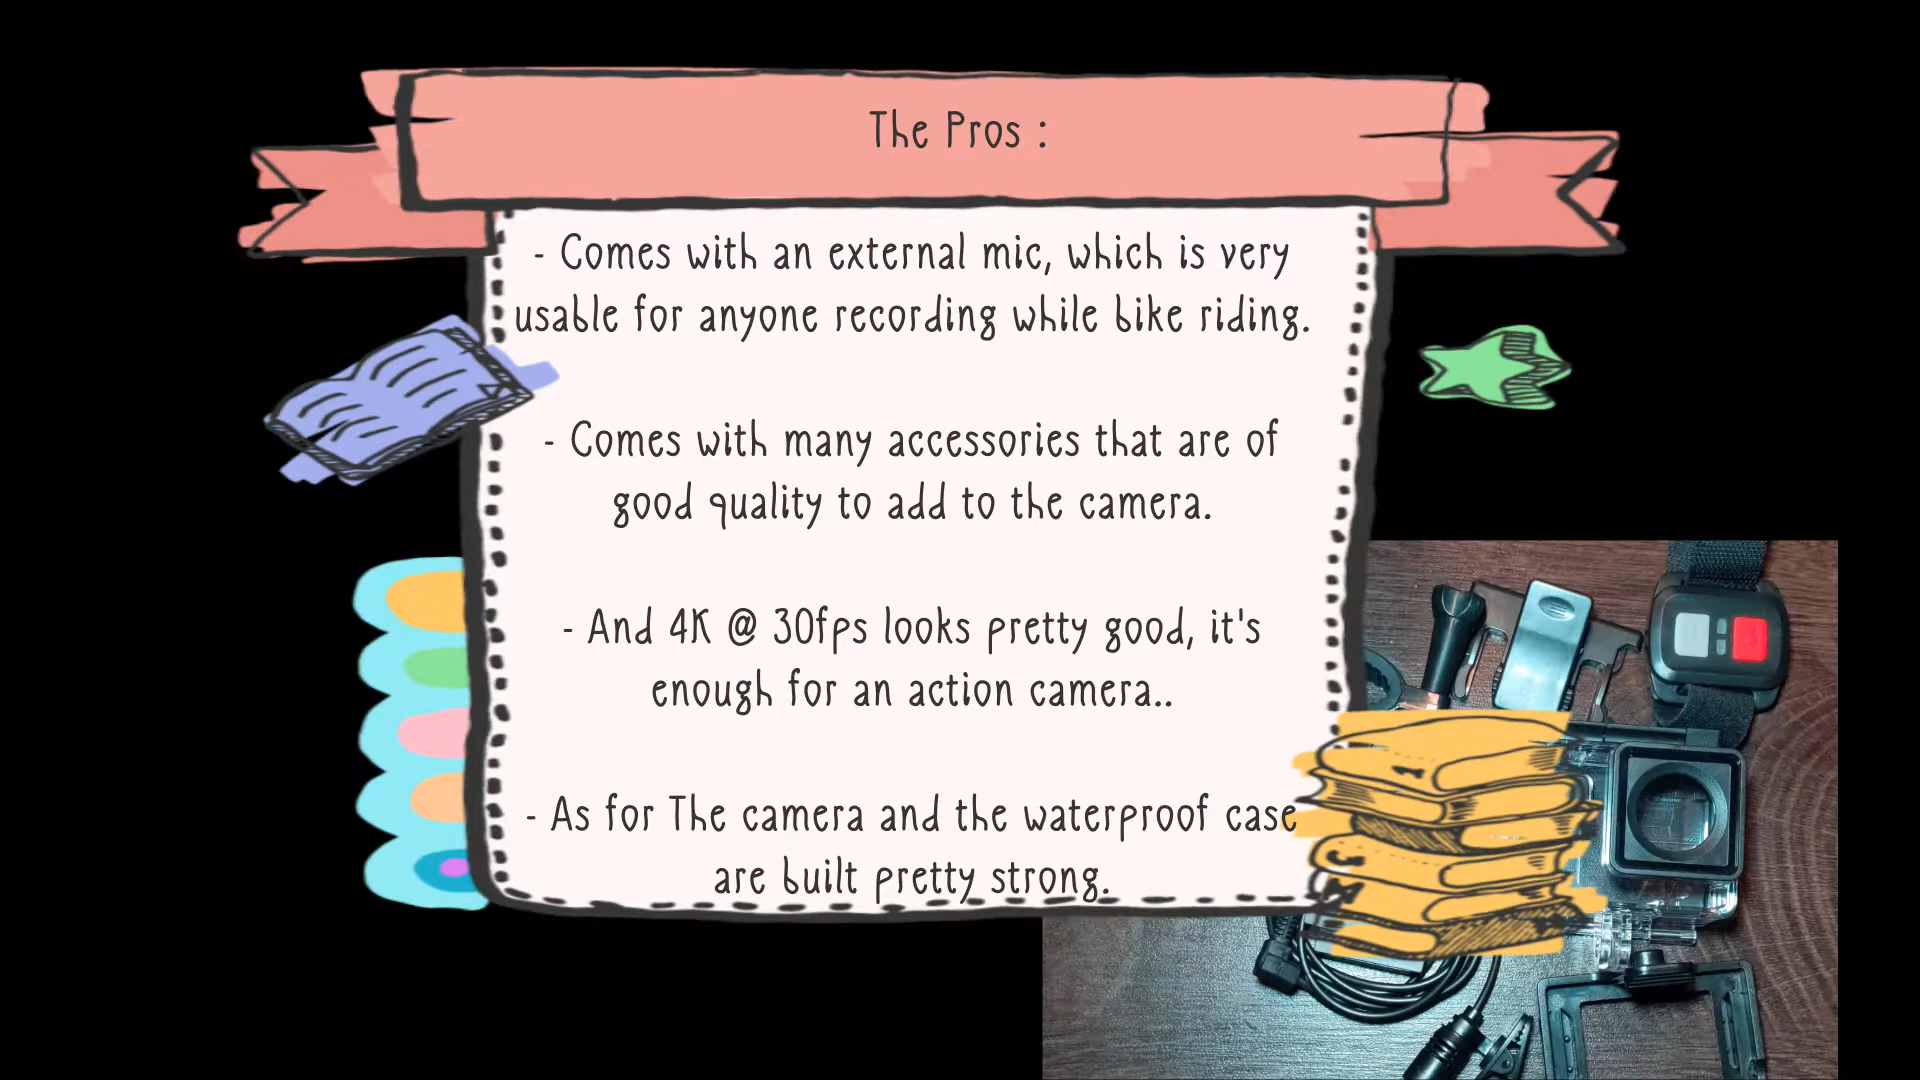 The Pros :
- Comes with an external mic, which is very
usable for anyone recording while bike riding.
- Comes with many accessories that are of
good quality to add to the camera.
- And 4K @ 30fps looks pretty good, it's
enough for an action camera..
- As for The camera and the waterproof case
are built pretty strong.